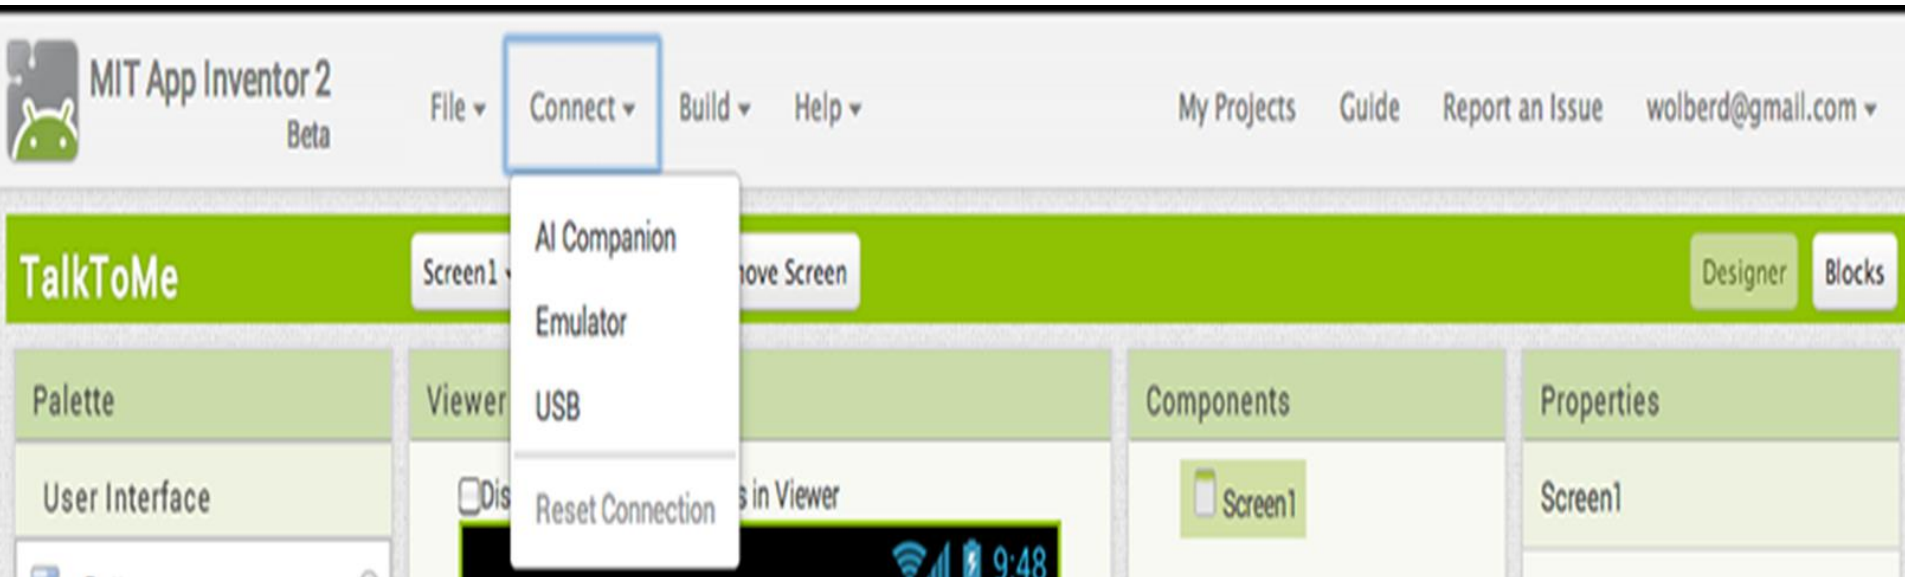 MIT App Inventor 2
Beta
File
Connect
Build
Help
My Projects
Guide
Report an Issue
wolberd@gmail.com
AI Companion
Emulator
USB
Reset Connection
TalkToMe
Screen1
Screen
Designer
Blocks
Palette
Viewer
Components
Properties
User Interface
in Viewer
Screen1
Screen1
9:48